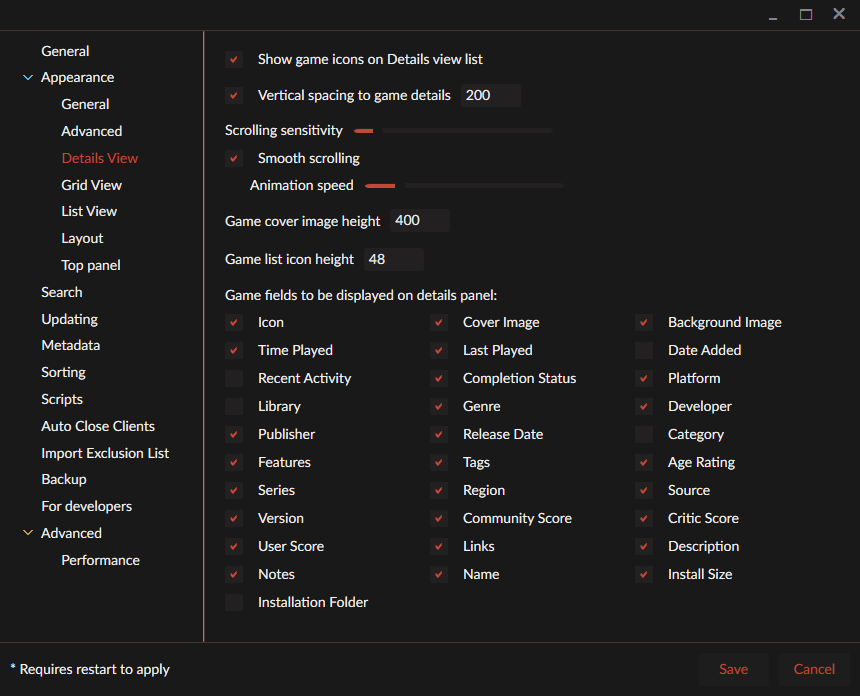 General
Appearance
General
Advanced
Details View
Grid View
List View
Layout
Top panel
Search
Updating
Metadata
Sorting
Scripts
Auto Close Clients
Import Exclusion List
Backup
For developers
Advanced
Performance
Show game icons on Details view list
Vertical spacing to game details 200
Scrolling sensitivity
Smooth scrolling
Animation speed
Game cover image height 400
Game list icon height 48
Game fields to be displayed on details panel:
Icon Cover Image Background Image
Time Played Last Played Date Added
Recent Activity Completion Status Platform
Library Genre Developer
Publisher Release Date Category
Features Tags Age Rating
Series Region Source
Version Community Score Critic Score
User Score Links Description
Notes Name Install Size
Installation Folder
* Requires restart to apply
Save Cancel